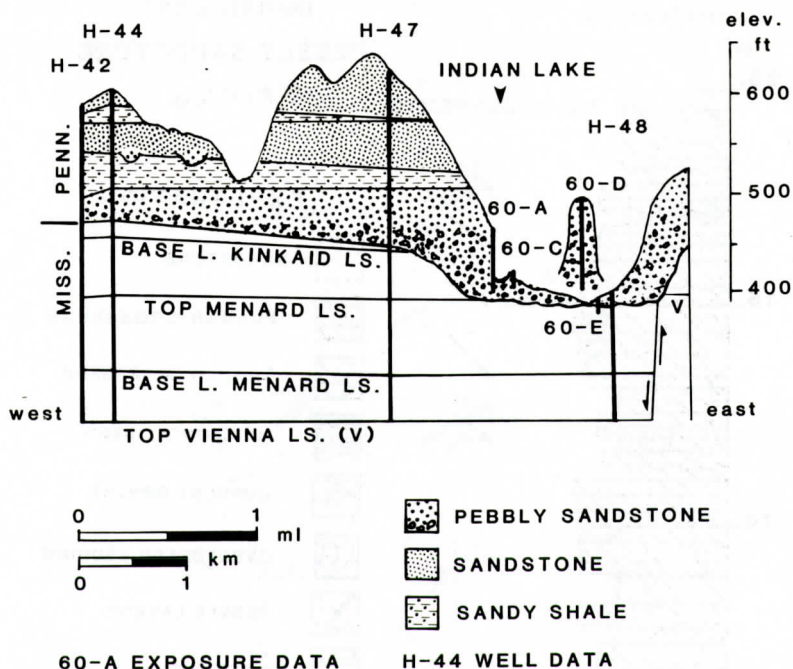 H-44
H-42
H-47
elev.
ft
INDIAN LAKE
600
H-48
PENN.
60-D
500
60-A
60-C
BASE L. KINKAID LS.
MISS.
TOP MENARD LS.
400
V
60-E
BASE L. MENARD LS.
west
east
TOP VIENNA LS. (V)
0 1
mI
km
0 1
PEBBLY SANDSTONE
SANDSTONE
SANDY SHALE
60-A EXPOSURE DATA H-44 WELL DATA